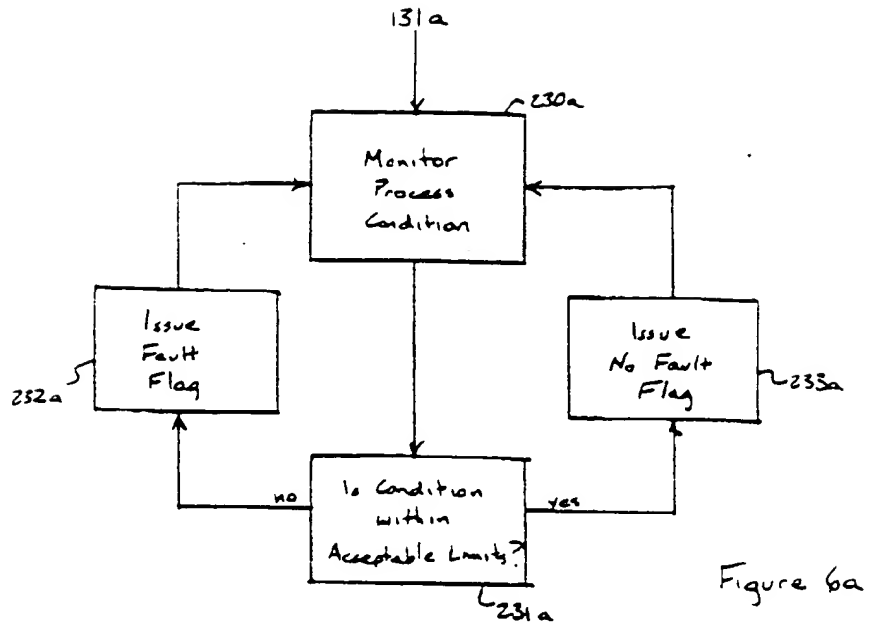 131a
230a
Monitor
Process
Condition
Issue
Fault
Flag
232a
Issue
No Fault
Flag
233a
no
Is Condition
within
Acceptable Limits?
yes
231a
Figure 6a